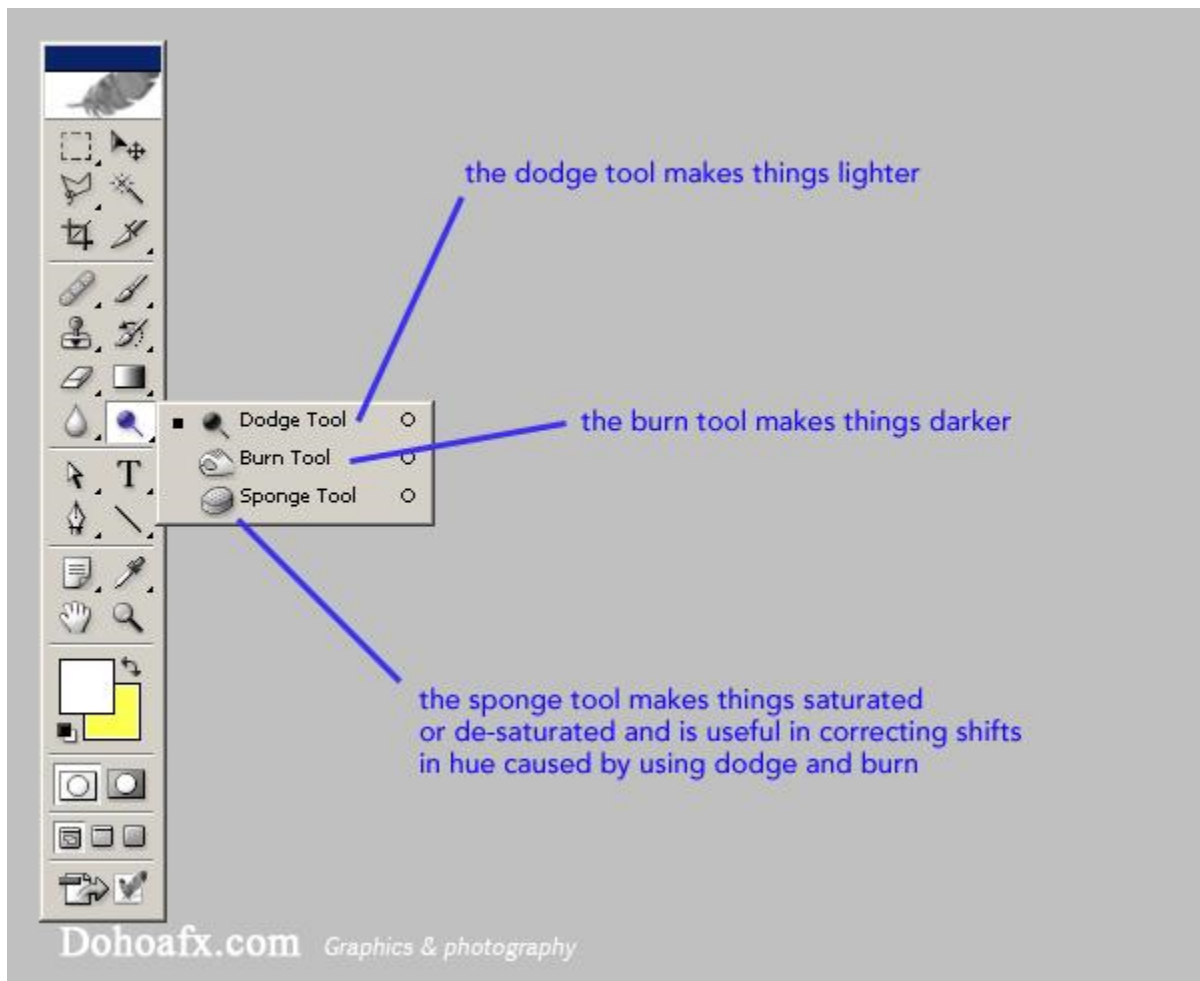 the dodge tool makes things lighter
Dodge Tool O
the burn tool makes things darker
Burn Tool O
Sponge Tool O
the sponge tool makes things saturated
or de-saturated and is useful in correcting shifts
in hue caused by using dodge and burn
Dohoafx.com Graphics & photography